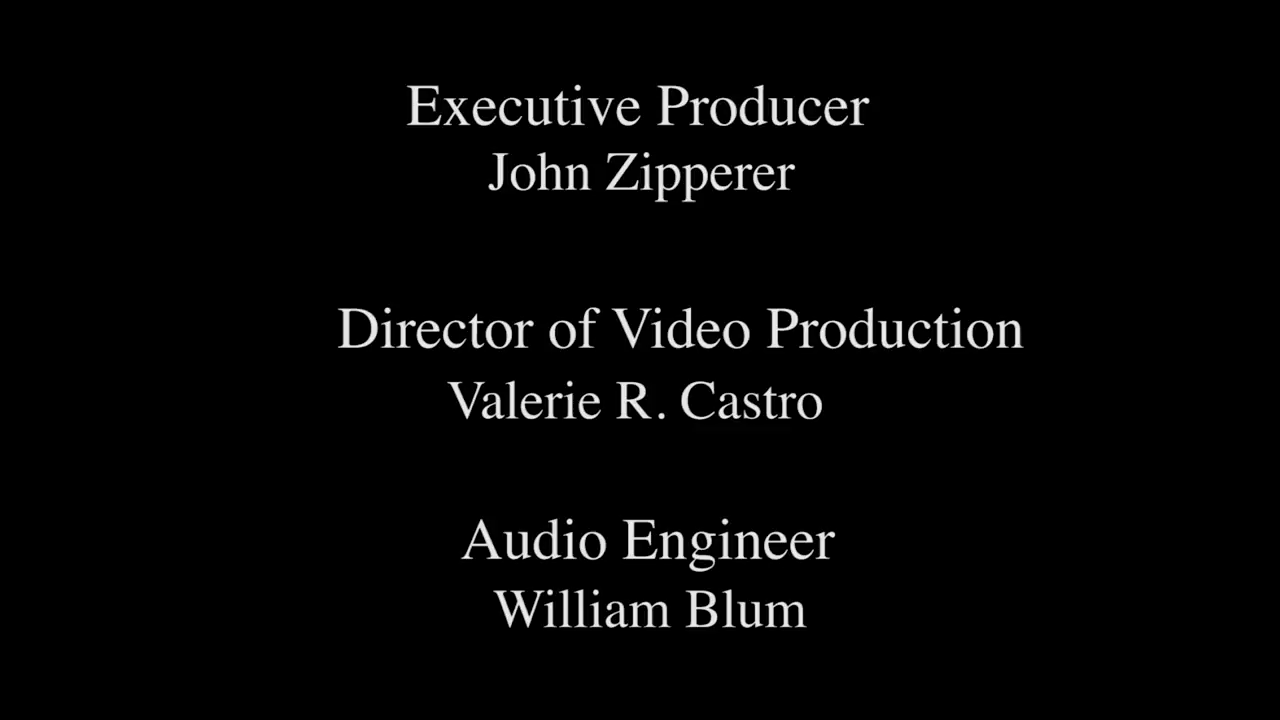 Executive Producer
John Zipperer
Director of Video Production
Valerie R. Castro
Audio Engineer
William Blum